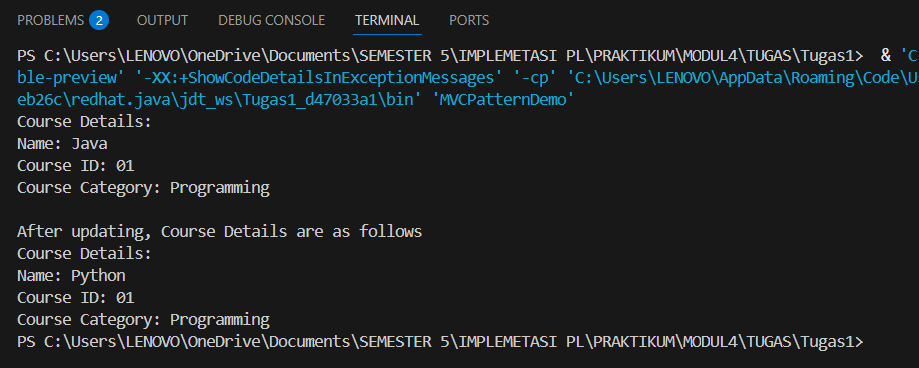 PROBLEMS 2 OUTPUT DEBUG CONSOLE TERMINAL PORTS
PS C:\Users\LENOVO\OneDrive\Documents\SEMESTER 5\IMPLEMETASI PL\PRAKTIKUM\MODUL4\TUGAS\Tugas1>  & 'C
ble-preview' '-XX:+ShowCodeDetailsInExceptionMessages' '-cp' 'C:\Users\LENOVO\AppData\Roaming\Code\U
eb26c\redhat.java\jdt_ws\Tugas1_d47033a1\bin' 'MVCPatternDemo'
Course Details:
Name: Java
Course ID: 01
Course Category: Programming
After updating, Course Details are as follows
Course Details:
Name: Python
Course ID: 01
Course Category: Programming
PS C:\Users\LENOVO\OneDrive\Documents\SEMESTER 5\IMPLEMETASI PL\PRAKTIKUM\MODUL4\TUGAS\Tugas1>